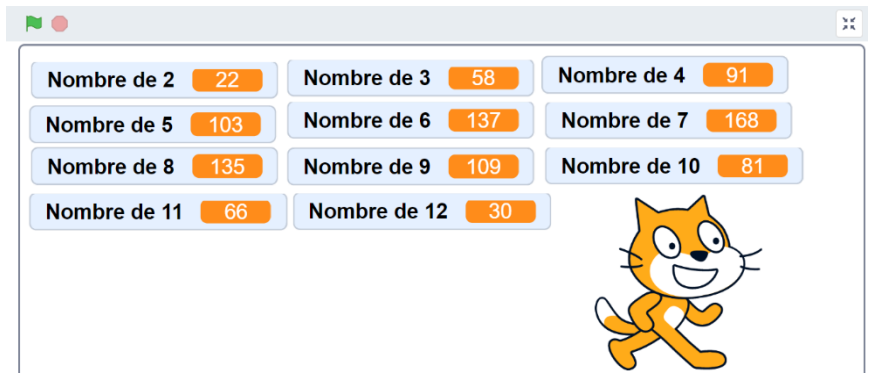 Nombre de 2 22 Nombre de 3 58 Nombre de 4 91
Nombre de 5 103 Nombre de 6 137 Nombre de 7 168
Nombre de 8 135 Nombre de 9 109 Nombre de 10 81
Nombre de 11 66 Nombre de 12 30